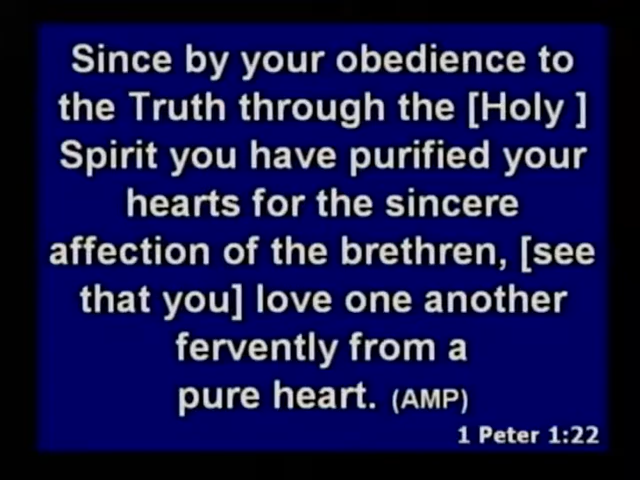 Since by your obedience to
the Truth through the [Holy ]
Spirit you have purified your
hearts for the sincere
affection of the brethren, [see
that you] love one another
fervently from a
pure heart. (AMP)
1 Peter 1:22